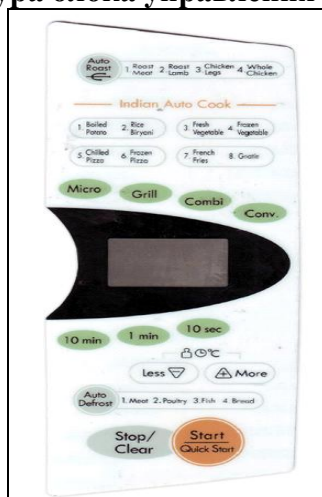 Auto Roast 1 Roast Meat 2 Roast Lamb 3 Chicken Legs 4 Whole Chicken
Indian Auto Cook
1. Boiled Potato 2. Rice Biryani 3 Fresh Vegetable 4 Frozen Vegetable
5. Chilled Pizza 6 Frozen Pizza 7 French Fries 8. Gratin
Micro Grill Combi Conv.
10 min 1 min 10 sec
°C
Less More
Auto Defrost 1. Meat 2. Poultry 3. Fish 4 Bread
Stop/Clear Start Quick Start